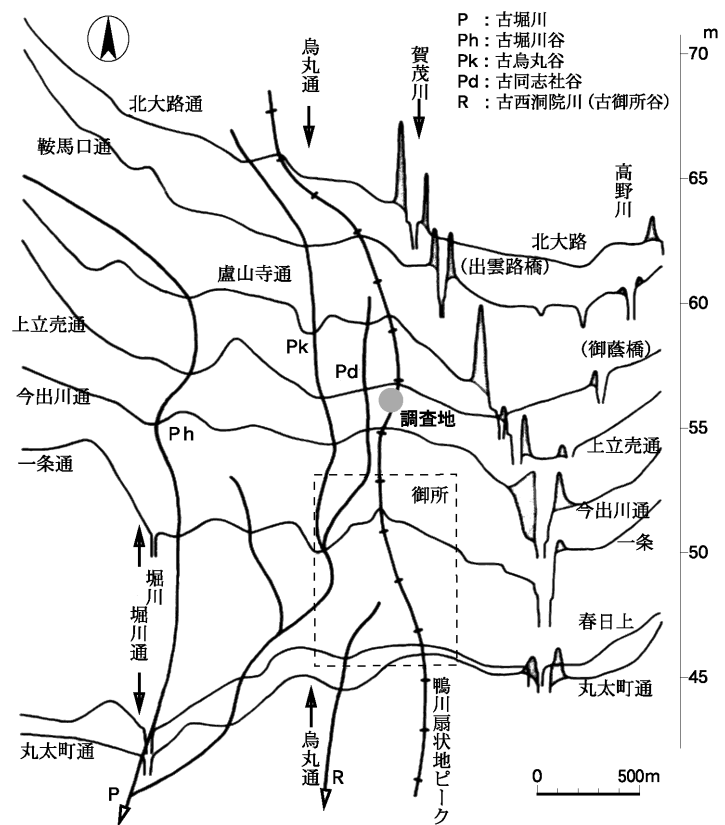 P : 古堀川
Ph : 古堀川谷
Pk : 古烏丸谷
Pd : 古同志社谷
R : 古西洞院川 (古御所谷)
m
70
65
60
55
50
45
烏丸通
賀茂川
高野川
北大路通
鞍馬口通
北大路
(出雲路橋)
盧山寺通
上立売通
Pk
Pd
(御蔭橋)
今出川通
調査地
Ph
上立売通
一条通
御所
今出川通
一条
堀川
堀川通
春日上
丸太町通
丸太町通
烏丸通
鴨川扇状地ピーク
P
R
0
500m